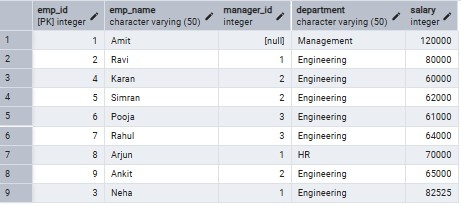 emp_id emp_name manager_id department salary
[PK] integer character varying (50) integer character varying (50) integer
1 1 Amit [null] Management 120000
2 2 Ravi 1 Engineering 80000
3 4 Karan 2 Engineering 60000
4 5 Simran 2 Engineering 62000
5 6 Pooja 3 Engineering 61000
6 7 Rahul 3 Engineering 64000
7 8 Arjun 1 HR 70000
8 9 Ankit 2 Engineering 65000
9 3 Neha 1 Engineering 82525